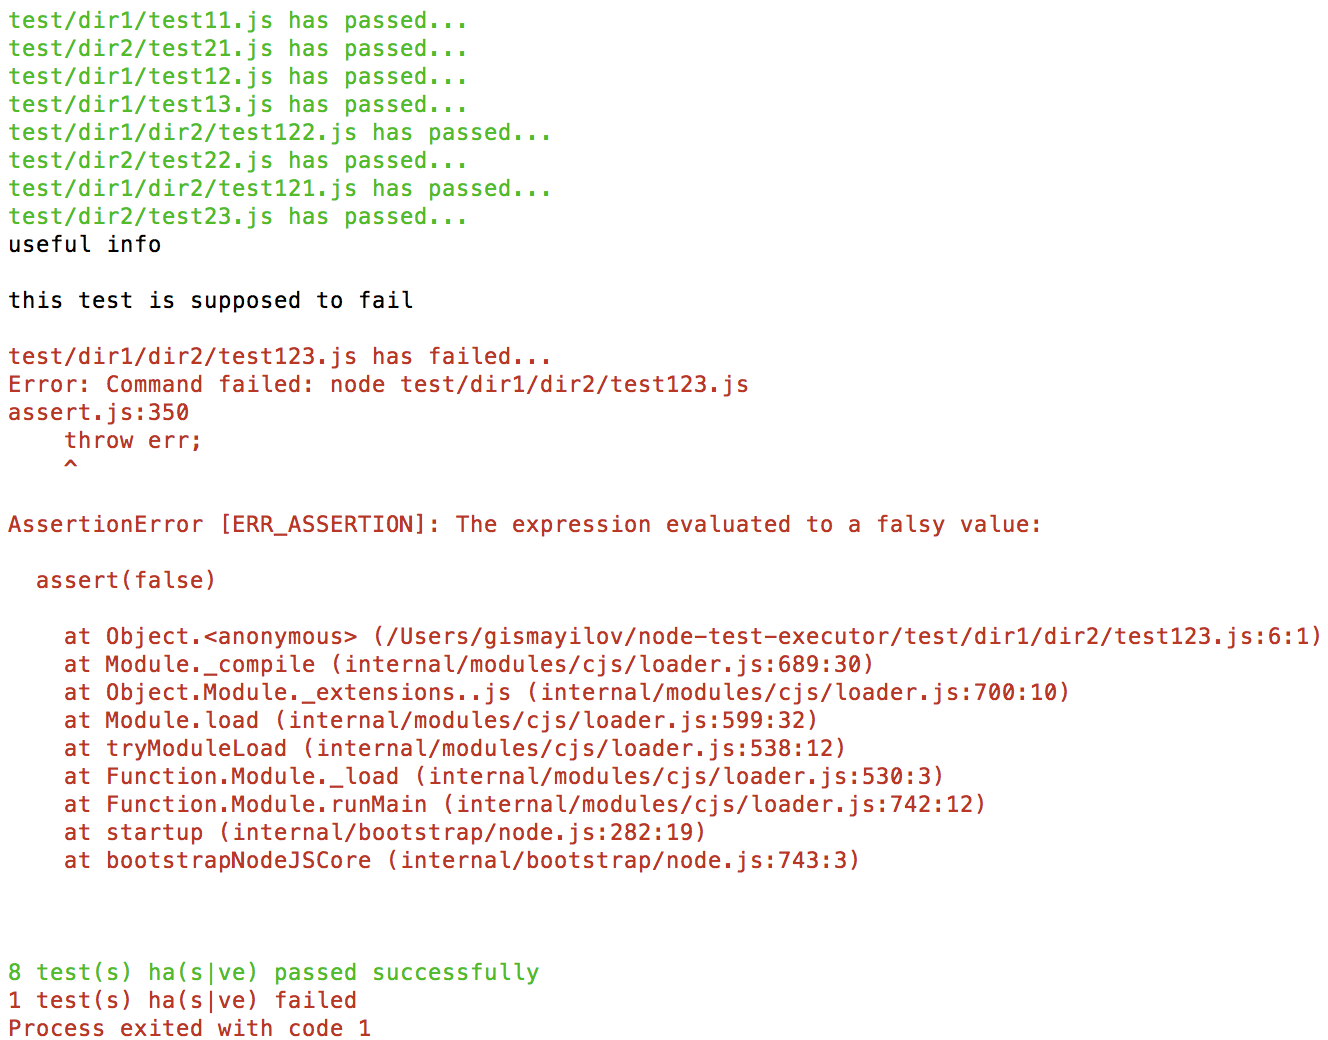 test/dir1/test11.js has passed...
test/dir2/test21.js has passed...
test/dir1/test12.js has passed...
test/dir1/test13.js has passed...
test/dir1/dir2/test122.js has passed...
test/dir2/test22.js has passed...
test/dir1/dir2/test121.js has passed...
test/dir2/test23.js has passed...
useful info
this test is supposed to fail
test/dir1/dir2/test123.js has failed...
Error: Command failed: node test/dir1/dir2/test123.js
assert.js:350
    throw err;
    ^
AssertionError [ERR_ASSERTION]: The expression evaluated to a falsy value:
  assert(false)
    at Object.<anonymous> (/Users/gismayilov/node-test-executor/test/dir1/dir2/test123.js:6:1)
    at Module._compile (internal/modules/cjs/loader.js:689:30)
    at Object.Module._extensions..js (internal/modules/cjs/loader.js:700:10)
    at Module.load (internal/modules/cjs/loader.js:599:32)
    at tryModuleLoad (internal/modules/cjs/loader.js:538:12)
    at Function.Module._load (internal/modules/cjs/loader.js:530:3)
    at Function.Module.runMain (internal/modules/cjs/loader.js:742:12)
    at startup (internal/bootstrap/node.js:282:19)
    at bootstrapNodeJSCore (internal/bootstrap/node.js:743:3)
8 test(s) ha(s|ve) passed successfully
1 test(s) ha(s|ve) failed
Process exited with code 1